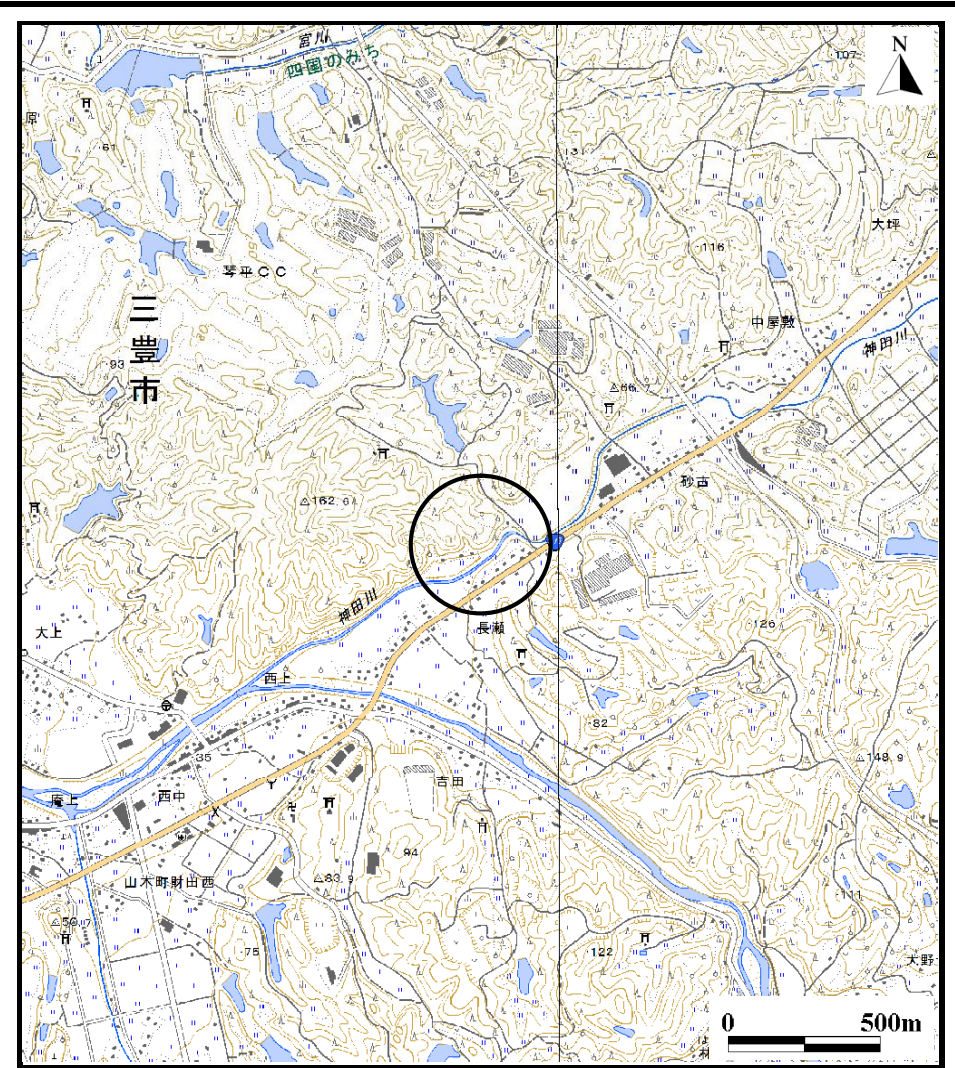 宮川
四国のみち
107
N
原
61
131
大坪
116
琴平CC
三豊市
中屋敷
神田川
93
砂古
162.6
神田川
大上
長瀬
126
西上
82
35
148.9
庵上
西中
吉田
94
山本町財田西
83.9
111
50.7
75
122
大野
0 500m